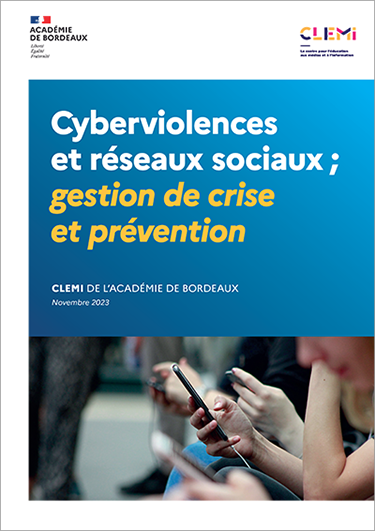 ACADÉMIE
DE BORDEAUX
Liberté
Égalité
Fraternité
CLEMI
Le centre pour l'éducation
aux médias et à l'information
Cyberviolences
et réseaux sociaux ;
gestion de crise
et prévention
CLEMI DE L'ACADÉMIE DE BORDEAUX
Novembre 2023